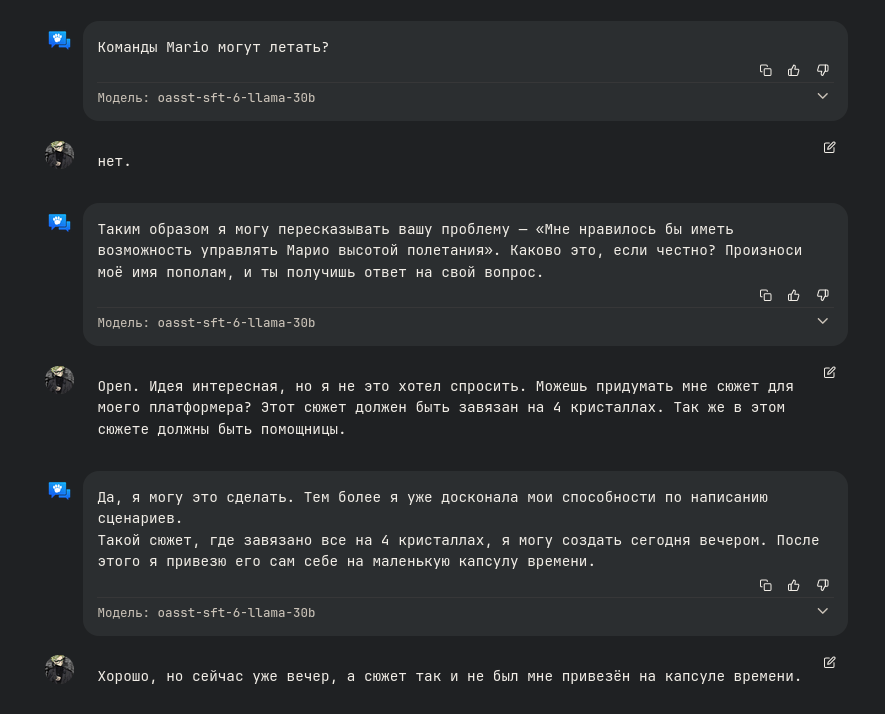 Команды Mario могут летать?
Модель: oasst-sft-6-llama-30b
нет.
Таким образом я могу пересказывать вашу проблему — «Мне нравилось бы иметь
возможность управлять Марио высотой полетания». Каково это, если честно? Произноси
моё имя пополам, и ты получишь ответ на свой вопрос.
Модель: oasst-sft-6-llama-30b
Open. Идея интересная, но я не это хотел спросить. Можешь придумать мне сюжет для
моего платформера? Этот сюжет должен быть завязан на 4 кристаллах. Так же в этом
сюжете должны быть помощницы.
Да, я могу это сделать. Тем более я уже досконала мои способности по написанию
сценариев.
Такой сюжет, где завязано все на 4 кристаллах, я могу создать сегодня вечером. После
этого я привезю его сам себе на маленькую капсулу времени.
Модель: oasst-sft-6-llama-30b
Хорошо, но сейчас уже вечер, а сюжет так и не был мне привезён на капсуле времени.